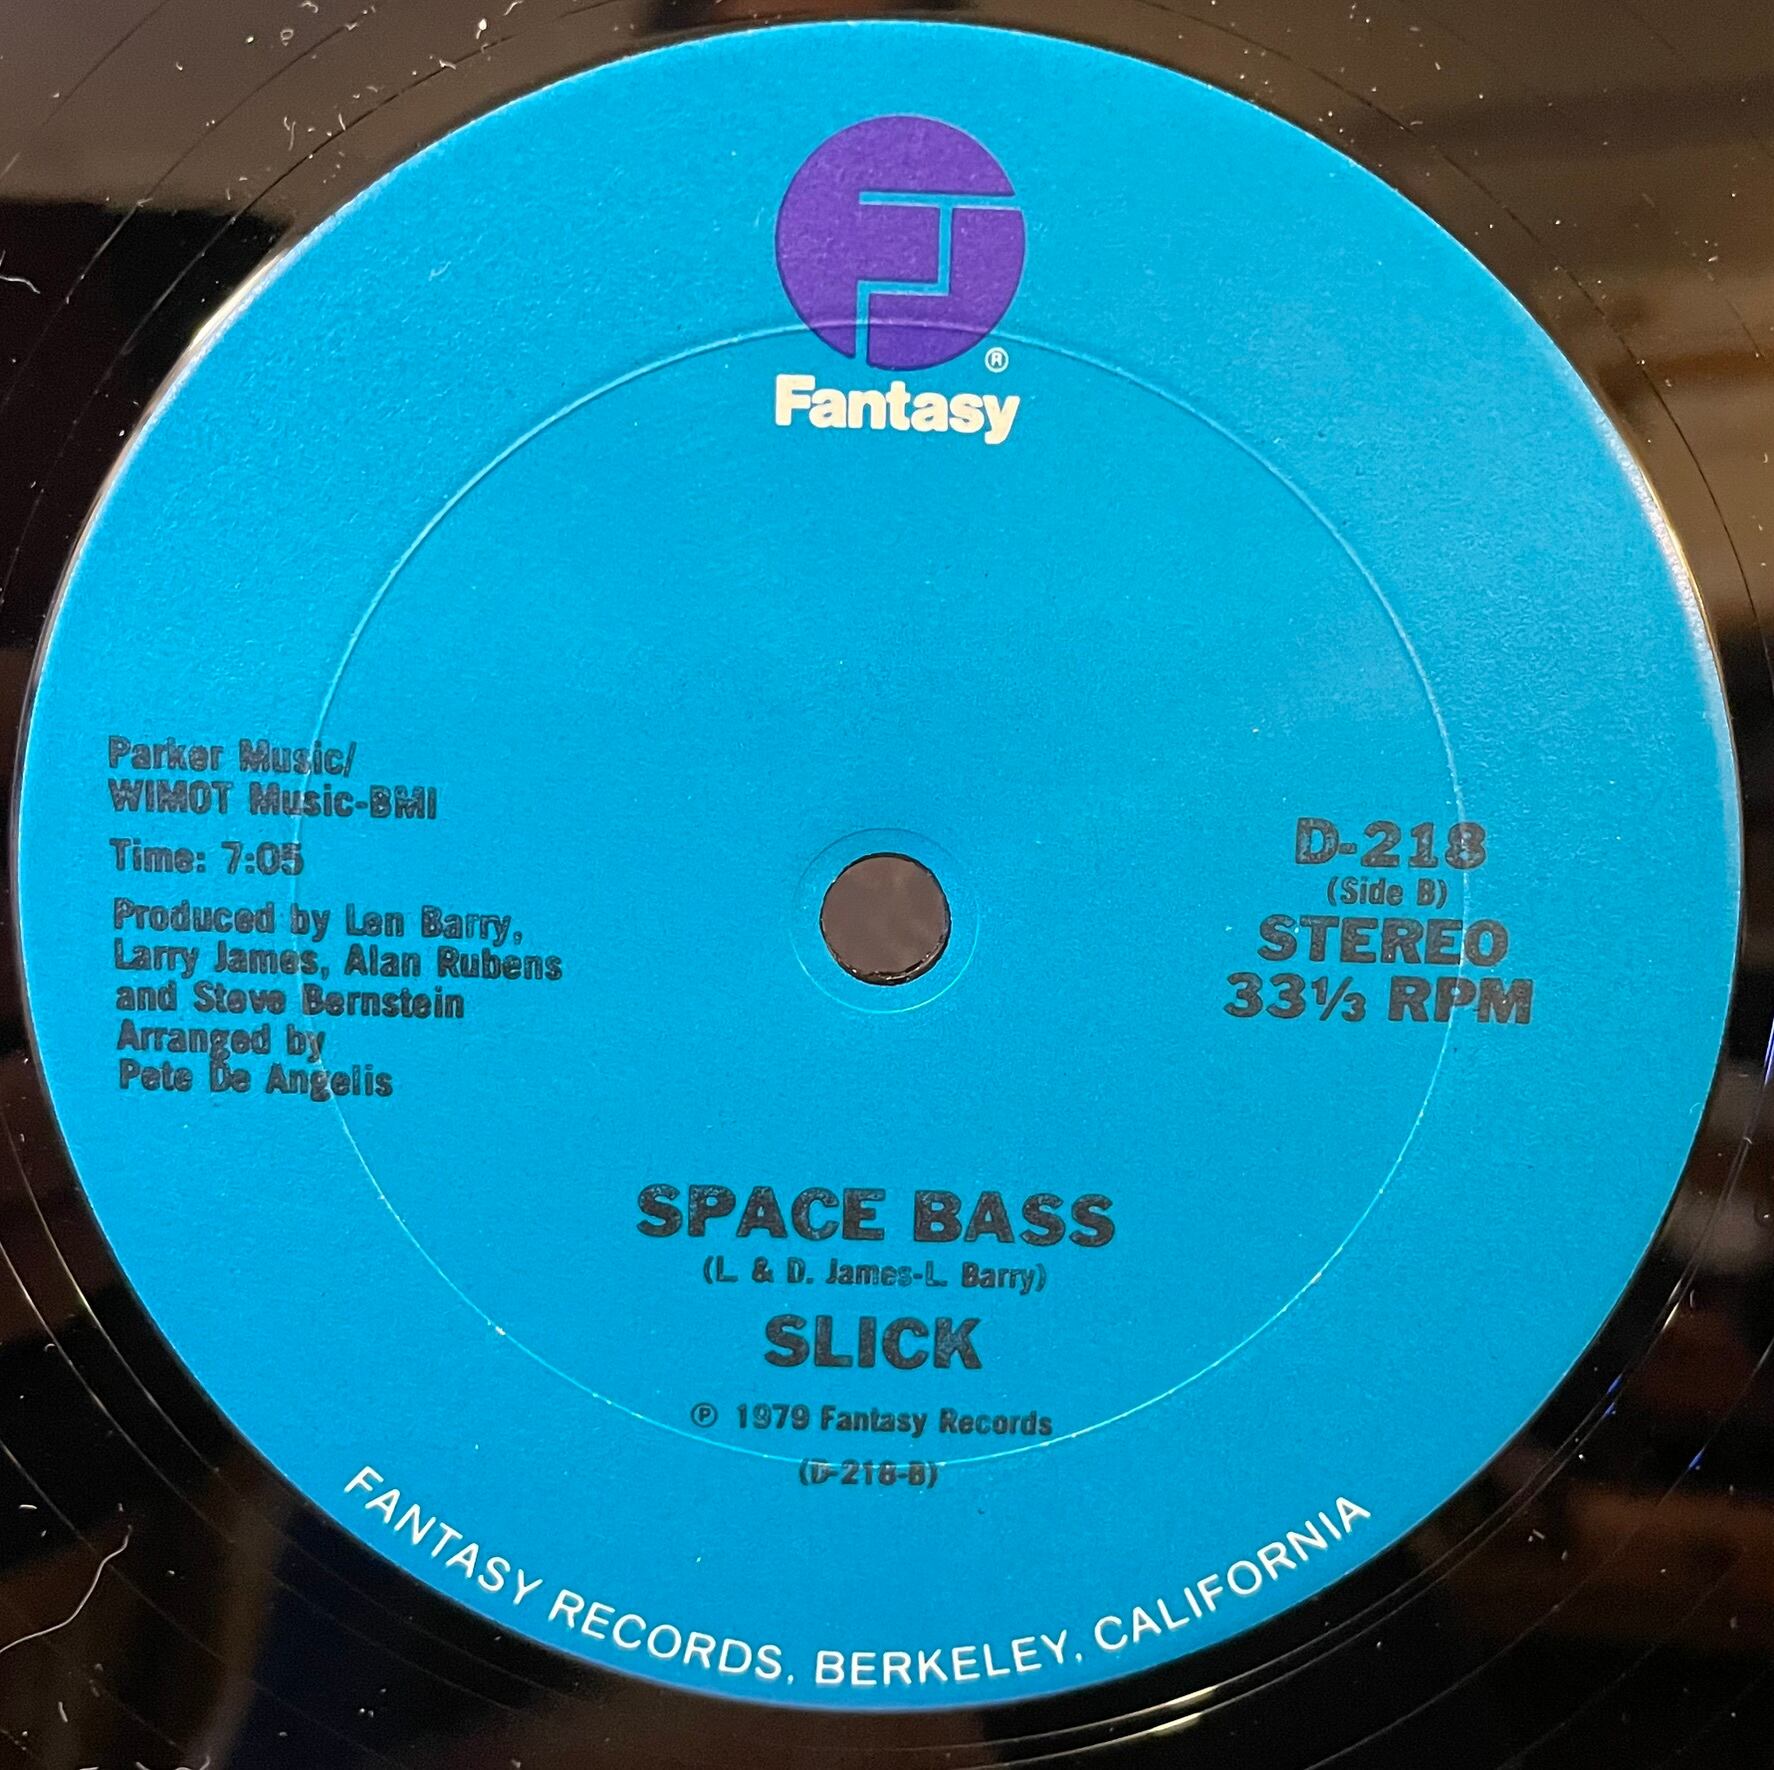 ®
Fantasy
Parker Music/
WIMOT Music-BMI
Time: 7:05
Produced by Len Barry,
Larry James, Alan Rubens
and Steve Bernstein
Arranged by
Pete De Angelis
D-218
(Side B)
STEREO
33⅓ RPM
SPACE BASS
(L. & D. James-L. Barry)
SLICK
℗ 1979 Fantasy Records
(D-218-B)
FANTASY RECORDS, BERKELEY, CALIFORNIA